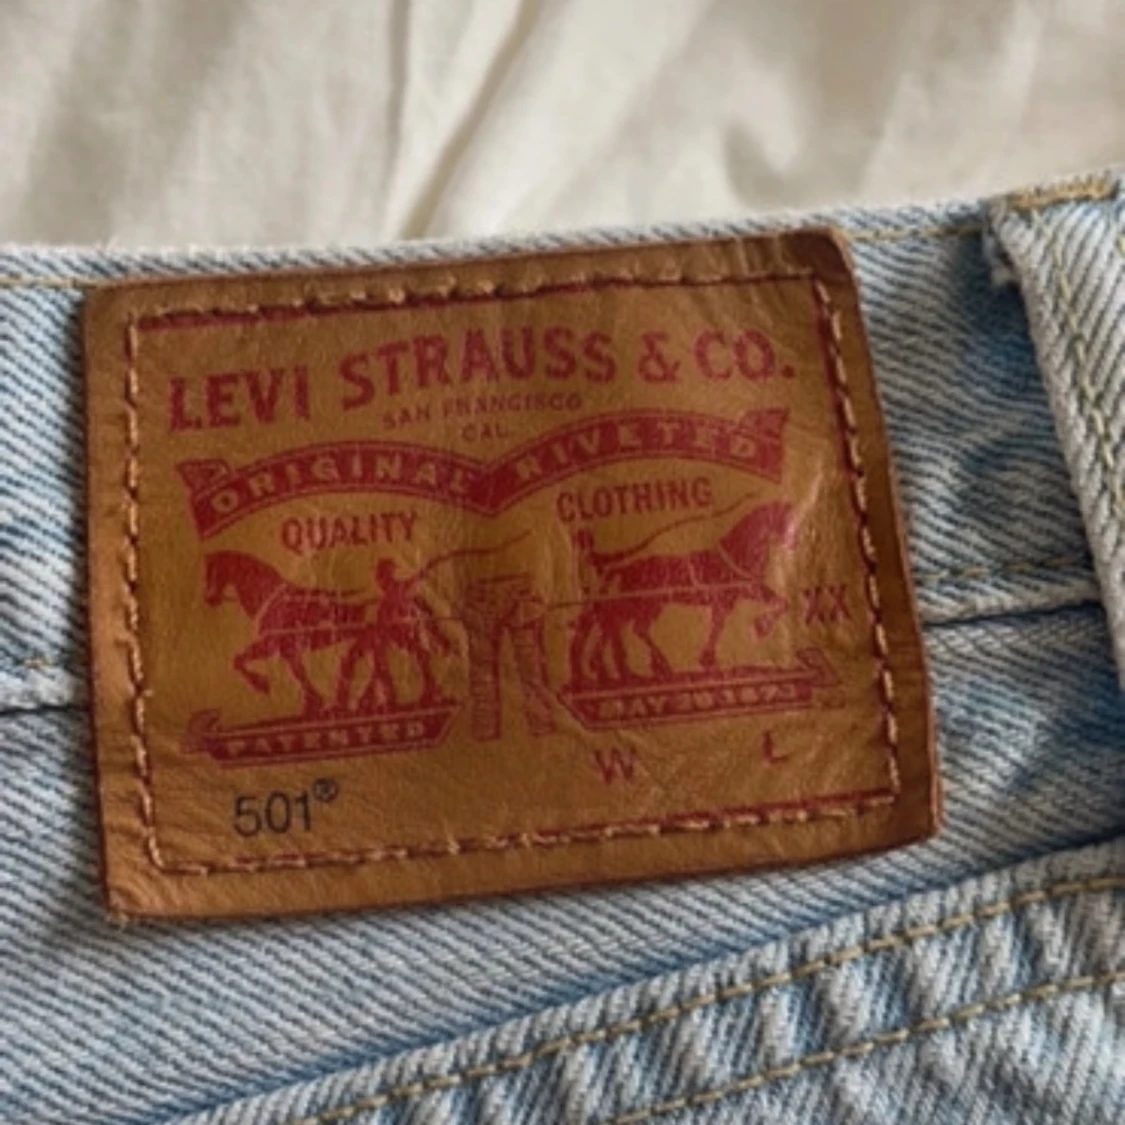 LEVI STRAUSS & CO.
SAN FRANCISCO
CAL.
ORIGINAL RIVETED
QUALITY CLOTHING
XX
PATENTED MAY 20 1873
W L
501®